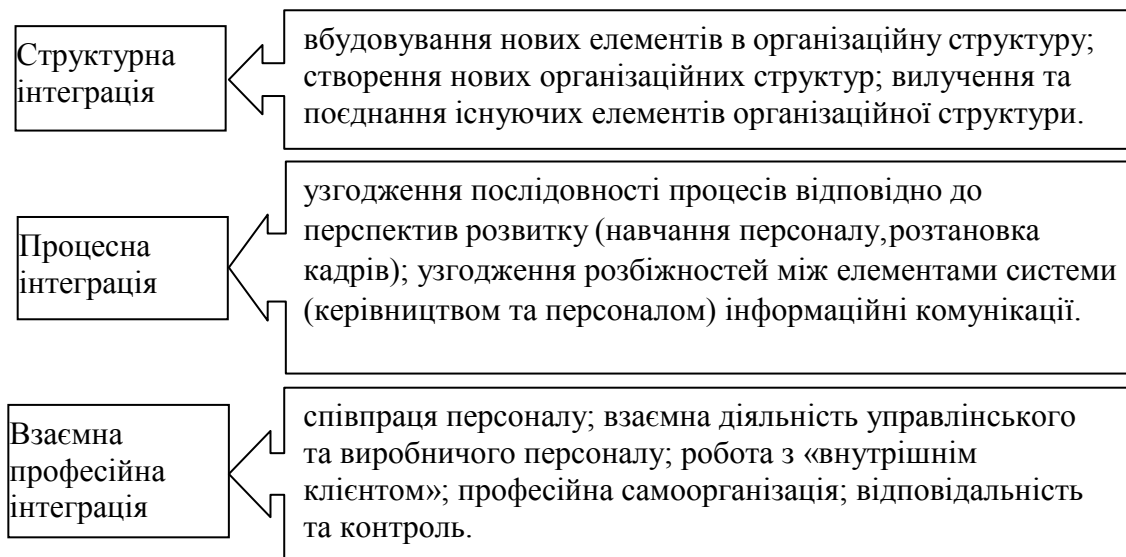 Структурна
інтеграція
вбудовування нових елементів в організаційну структуру;
створення нових організаційних структур; вилучення та
поєднання існуючих елементів організаційної структури.
Процесна
інтеграція
узгодження послідовності процесів відповідно до
перспектив розвитку (навчання персоналу,розтановка
кадрів); узгодження розбіжностей між елементами системи
(керівництвом та персоналом) інформаційні комунікації.
Взаємна
професійна
інтеграція
співпраця персоналу; взаємна діяльність управлінського
та виробничого персоналу; робота з «внутрішнім
клієнтом»; професійна самоорганізація; відповідальність
та контроль.